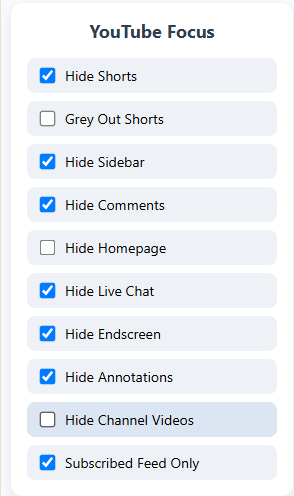 YouTube Focus
Hide Shorts
Grey Out Shorts
Hide Sidebar
Hide Comments
Hide Homepage
Hide Live Chat
Hide Endscreen
Hide Annotations
Hide Channel Videos
Subscribed Feed Only